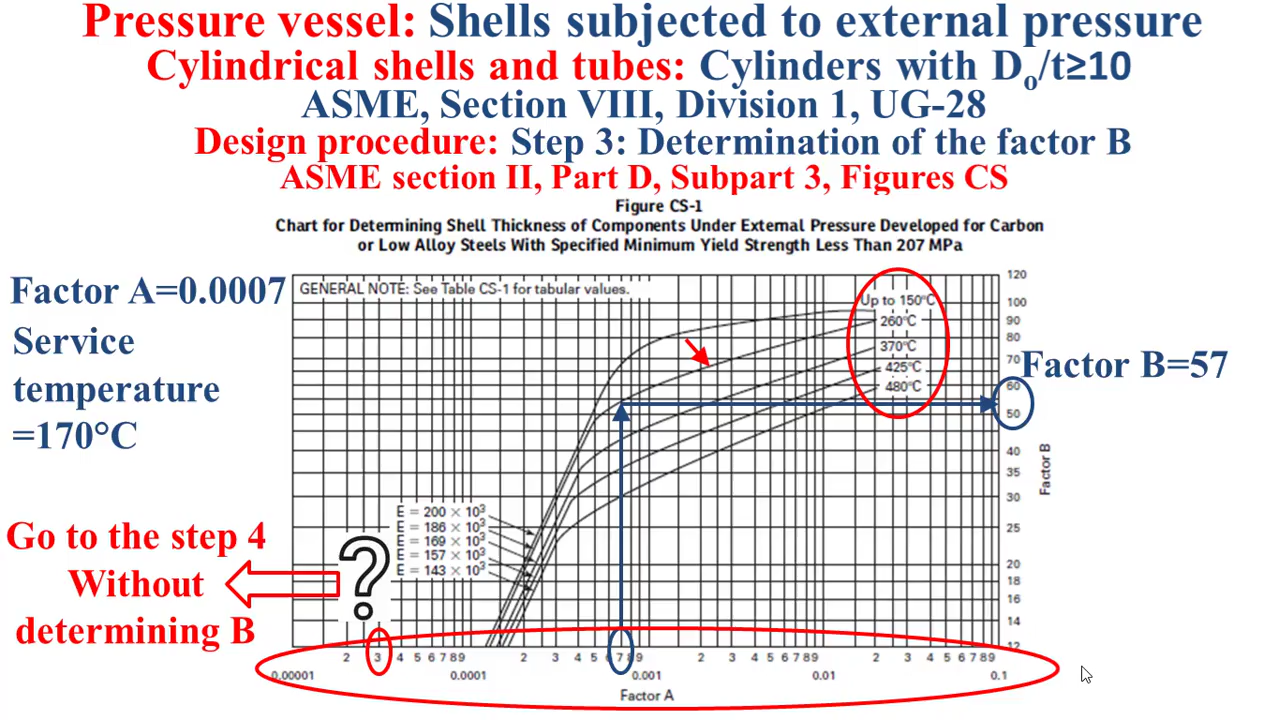 Pressure vessel: Shells subjected to external pressure
Cylindrical shells and tubes: Cylinders with Do/t≥10
ASME, Section VIII, Division 1, UG-28
Design procedure: Step 3: Determination of the factor B
ASME section II, Part D, Subpart 3, Figures CS
Figure CS-1
Chart for Determining Shell Thickness of Components Under External Pressure Developed for Carbon
or Low Alloy Steels With Specified Minimum Yield Strength Less Than 207 MPa
GENERAL NOTE: See Table CS-1 for tabular values.
Factor A=0.0007
Service
temperature
=170°C
Up to 150°C
260°C
370°C
425°C
480°C
120
100
90
80
70
60
50
40
35
30
25
20
18
16
14
12
Factor B
Factor B=57
E = 200 × 10³
E = 186 × 10³
E = 169 × 10³
E = 157 × 10³
E = 143 × 10³
Go to the step 4
Without
determining B
?
2 3 4 5 6 7 8 9 2 3 4 5 6 7 8 9 2 3 4 5 6 7 8 9 2 3 4 5 6 7 8 9
0.00001 0.0001 0.001 0.01 0.1
Factor A